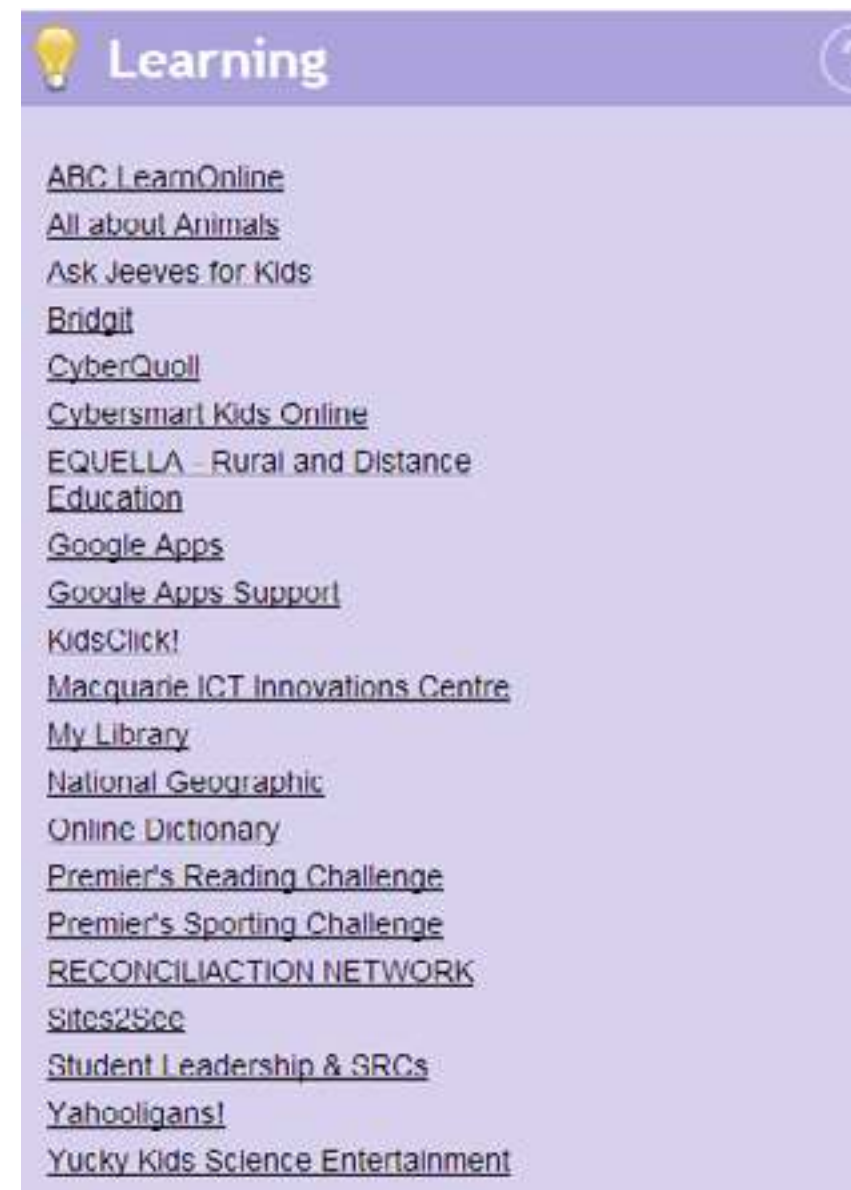 Learning
ABC LearnOnline
All about Animals
Ask Jeeves for Kids
Bridgit
CyberQuoll
Cybersmart Kids Online
EQUELLA - Rural and Distance
Education
Google Apps
Google Apps Support
KidsClick!
Macquarie ICT Innovations Centre
My Library
National Geographic
Online Dictionary
Premier's Reading Challenge
Premier's Sporting Challenge
RECONCILIACTION NETWORK
Sites2See
Student Leadership & SRCs
Yahooligans!
Yucky Kids Science Entertainment